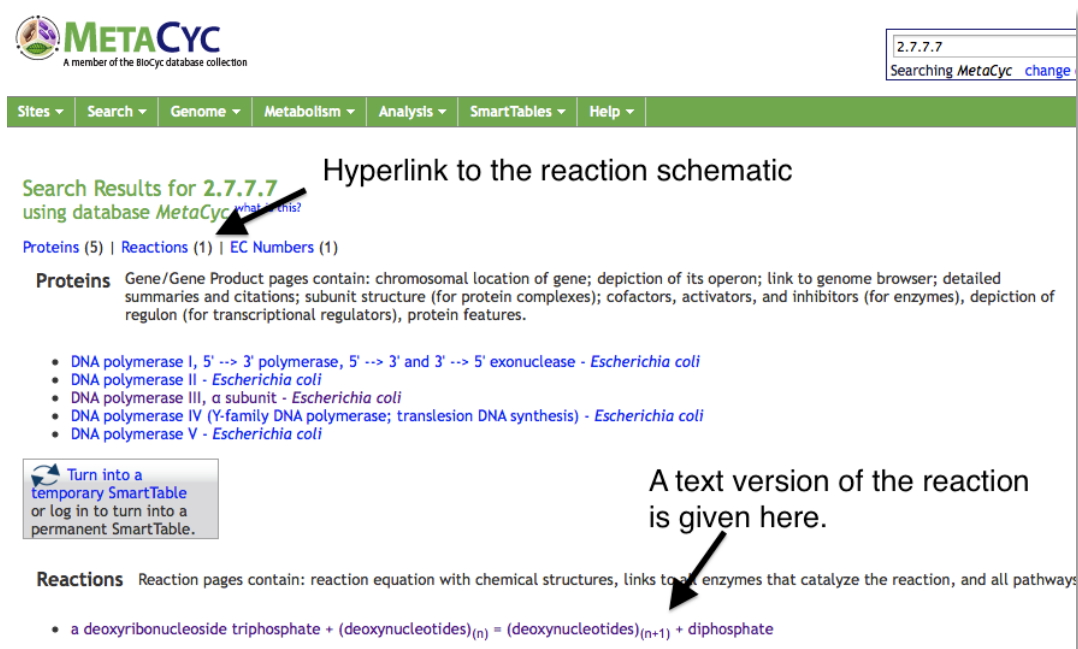 METACYC
A member of the BioCyc database collection
2.7.7.7
Searching MetaCyc change
Sites Search Genome Metabolism Analysis SmartTables Help
Hyperlink to the reaction schematic
Search Results for 2.7.7.7
using database MetaCyc what is this?
Proteins (5) | Reactions (1) | EC Numbers (1)
Proteins Gene/Gene Product pages contain: chromosomal location of gene; depiction of its operon; link to genome browser; detailed
summaries and citations; subunit structure (for protein complexes); cofactors, activators, and inhibitors (for enzymes), depiction of
regulon (for transcriptional regulators), protein features.
• DNA polymerase I, 5' --> 3' polymerase, 5' --> 3' and 3' --> 5' exonuclease - Escherichia coli
• DNA polymerase II - Escherichia coli
• DNA polymerase III, α subunit - Escherichia coli
• DNA polymerase IV (Y-family DNA polymerase; translesion DNA synthesis) - Escherichia coli
• DNA polymerase V - Escherichia coli
Turn into a
temporary SmartTable
or log in to turn into a
permanent SmartTable.
A text version of the reaction
is given here.
Reactions Reaction pages contain: reaction equation with chemical structures, links to all enzymes that catalyze the reaction, and all pathways
• a deoxyribonucleoside triphosphate + (deoxynucleotides)(n) = (deoxynucleotides)(n+1) + diphosphate